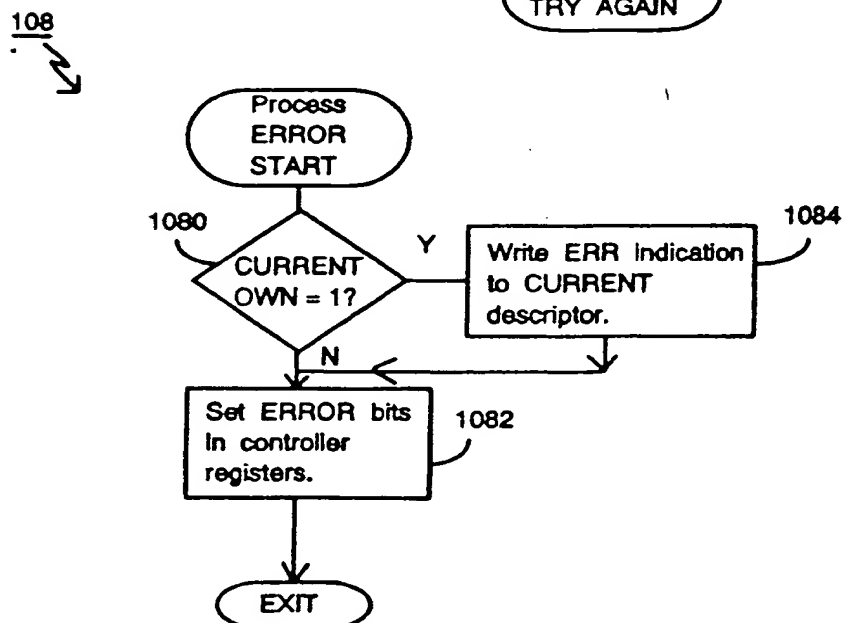 TRY AGAIN
108
Process
ERROR
START
1080
CURRENT
OWN = 1?
Y
1084
Write ERR indication
to CURRENT
descriptor.
N
Set ERROR bits
in controller
registers.
1082
EXIT